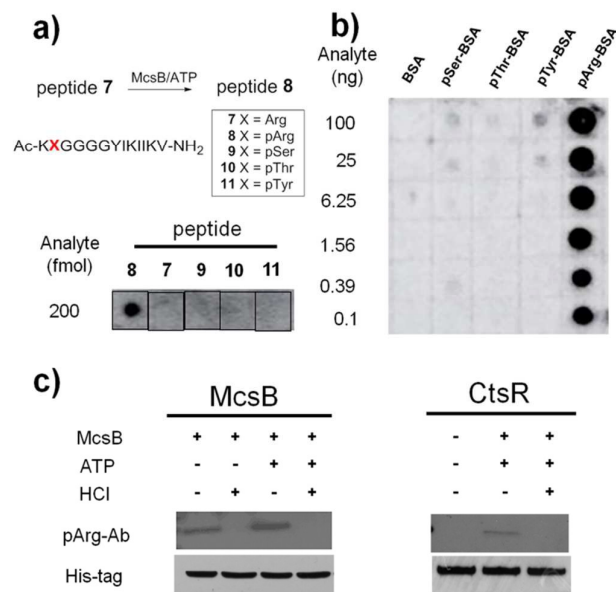 a)
McsB/ATP
peptide 7 peptide 8
7 X = Arg
8 X = pArg
9 X = pSer
10 X = pThr
11 X = pTyr
Ac-KXGGGGYIKIIKV-NH2
Analyte
(fmol)
peptide
8 7 9 10 11
200
b)
Analyte
(ng)
BSA
pSer-BSA
pThr-BSA
pTyr-BSA
pArg-BSA
100
25
6.25
1.56
0.39
0.1
c)
McsB CtsR
McsB + + + + - + +
ATP - - + + - + +
HCl - + - + - - +
pArg-Ab
His-tag